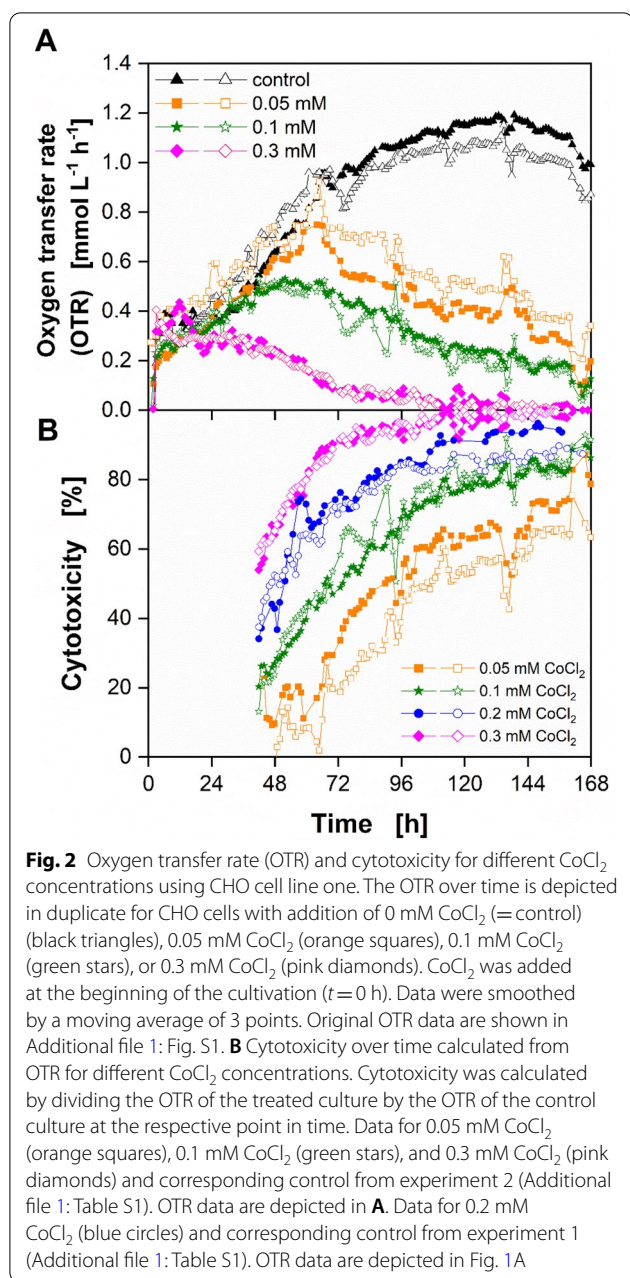 A
1.4
1.2
1.0
0.8
0.6
0.4
0.2
0.0
Oxygen transfer rate
(OTR) [mmol L⁻¹ h⁻¹]
control
0.05 mM
0.1 mM
0.3 mM
B
80
60
40
20
0
Cytotoxicity [%]
0.05 mM CoCl₂
0.1 mM CoCl₂
0.2 mM CoCl₂
0.3 mM CoCl₂
0 24 48 72 96 120 144 168
Time [h]
Fig. 2 Oxygen transfer rate (OTR) and cytotoxicity for different CoCl₂
concentrations using CHO cell line one. The OTR over time is depicted
in duplicate for CHO cells with addition of 0 mM CoCl₂ (= control)
(black triangles), 0.05 mM CoCl₂ (orange squares), 0.1 mM CoCl₂
(green stars), or 0.3 mM CoCl₂ (pink diamonds). CoCl₂ was added
at the beginning of the cultivation (t = 0 h). Data were smoothed
by a moving average of 3 points. Original OTR data are shown in
Additional file 1: Fig. S1. B Cytotoxicity over time calculated from
OTR for different CoCl₂ concentrations. Cytotoxicity was calculated
by dividing the OTR of the treated culture by the OTR of the control
culture at the respective point in time. Data for 0.05 mM CoCl₂
(orange squares), 0.1 mM CoCl₂ (green stars), and 0.3 mM CoCl₂ (pink
diamonds) and corresponding control from experiment 2 (Additional
file 1: Table S1). OTR data are depicted in A. Data for 0.2 mM
CoCl₂ (blue circles) and corresponding control from experiment 1
(Additional file 1: Table S1). OTR data are depicted in Fig. 1A